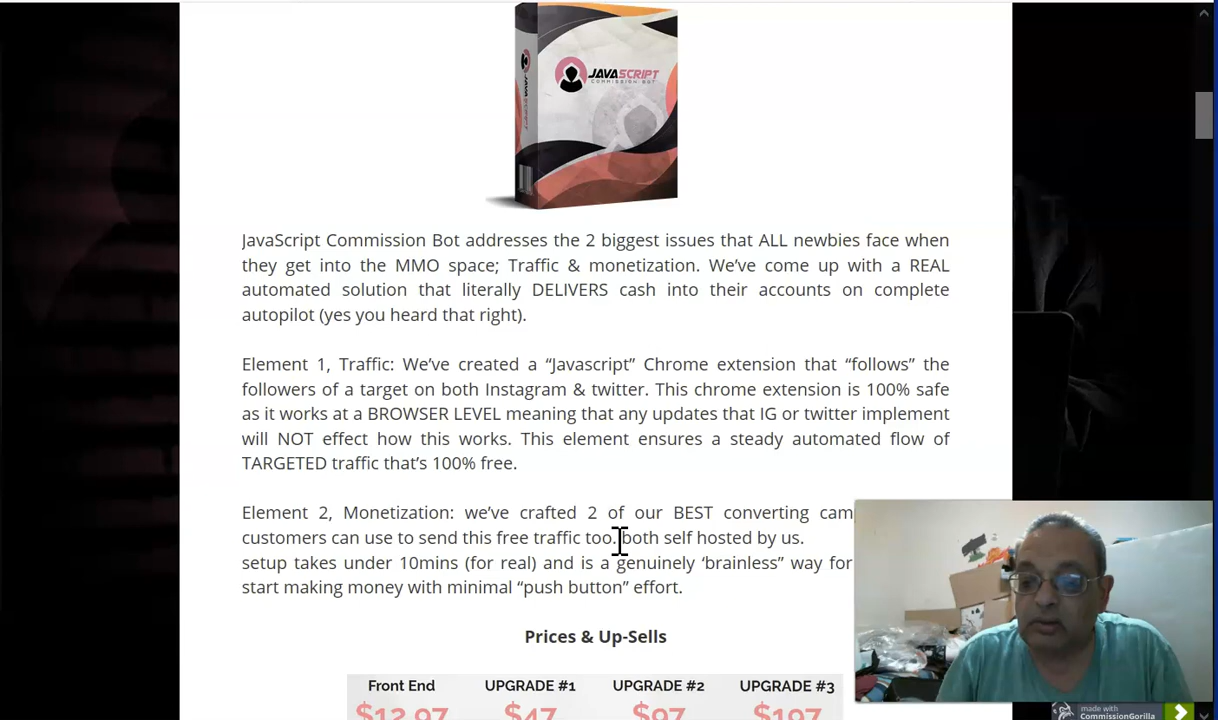 JAVASCRIPT
COMMISSION BOT
JavaScript Commission Bot addresses the 2 biggest issues that ALL newbies face when
they get into the MMO space; Traffic & monetization. We've come up with a REAL
automated solution that literally DELIVERS cash into their accounts on complete
autopilot (yes you heard that right).
Element 1, Traffic: We've created a “Javascript” Chrome extension that “follows” the
followers of a target on both Instagram & twitter. This chrome extension is 100% safe
as it works at a BROWSER LEVEL meaning that any updates that IG or twitter implement
will NOT effect how this works. This element ensures a steady automated flow of
TARGETED traffic that's 100% free.
Element 2, Monetization: we've crafted 2 of our BEST converting
customers can use to send this free traffic too. both self hosted by us.
setup takes under 10mins (for real) and is a genuinely ‘brainless” way for
start making money with minimal “push button” effort.
Prices & Up-Sells
Front End UPGRADE #1 UPGRADE #2 UPGRADE #3
$12.97 $47 $97 $197
made with
CommissionGorilla